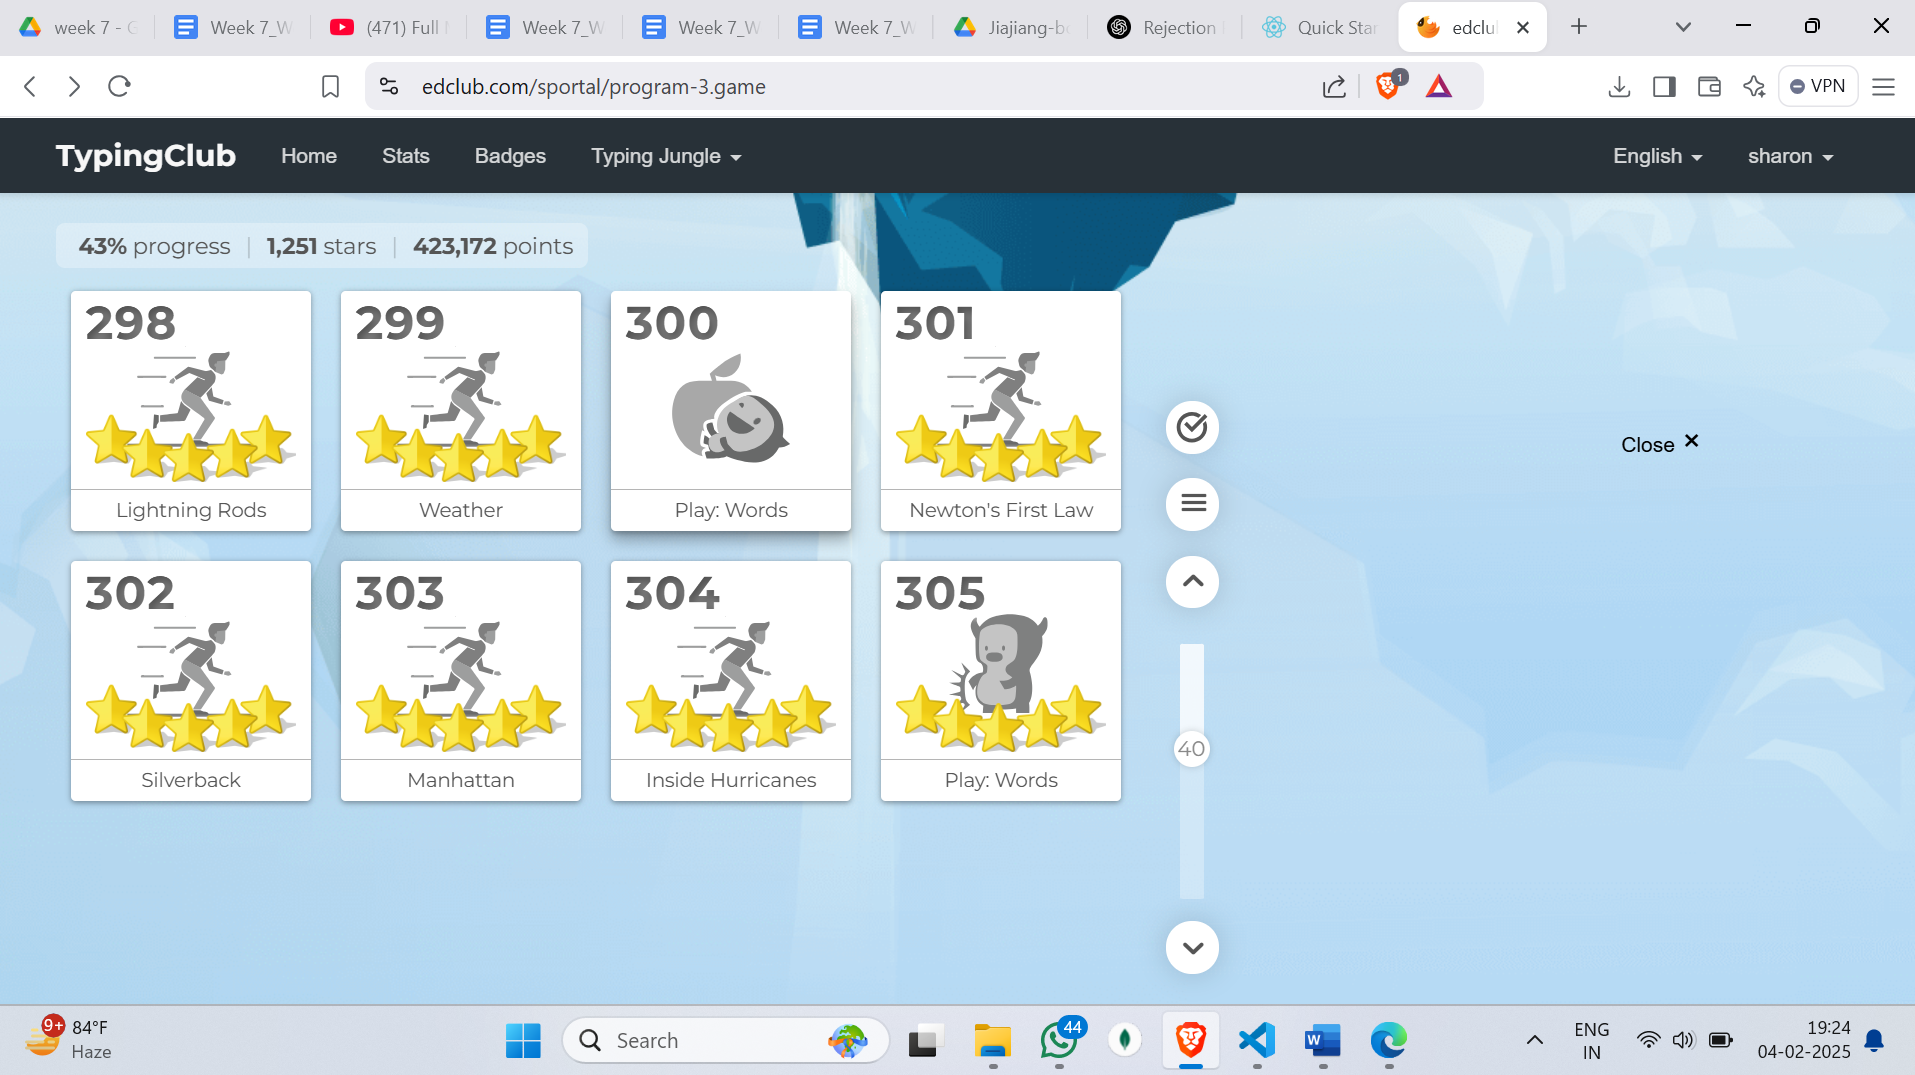 week 7 - G
Week 7_W
(471) Full
Week 7_W
Week 7_W
Week 7_W
Jiajiang-be
Rejection
Quick Star
edclu
edclub.com/sportal/program-3.game
1
VPN
TypingClub
Home
Stats
Badges
Typing Jungle
English
sharon
43% progress | 1,251 stars | 423,172 points
298
Lightning Rods
299
Weather
300
Play: Words
301
Newton's First Law
302
Silverback
303
Manhattan
304
Inside Hurricanes
305
Play: Words
40
Close
9+
84°F
Haze
Search
44
ENG
IN
19:24
04-02-2025